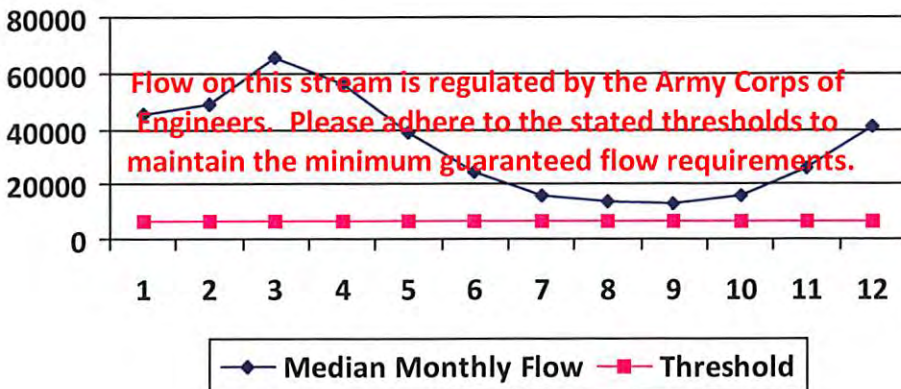 80000
60000
40000
20000
0
Flow on this stream is regulated by the Army Corps of
Engineers. Please adhere to the stated thresholds to
maintain the minimum guaranteed flow requirements.
1 2 3 4 5 6 7 8 9 10 11 12
Median Monthly Flow Threshold